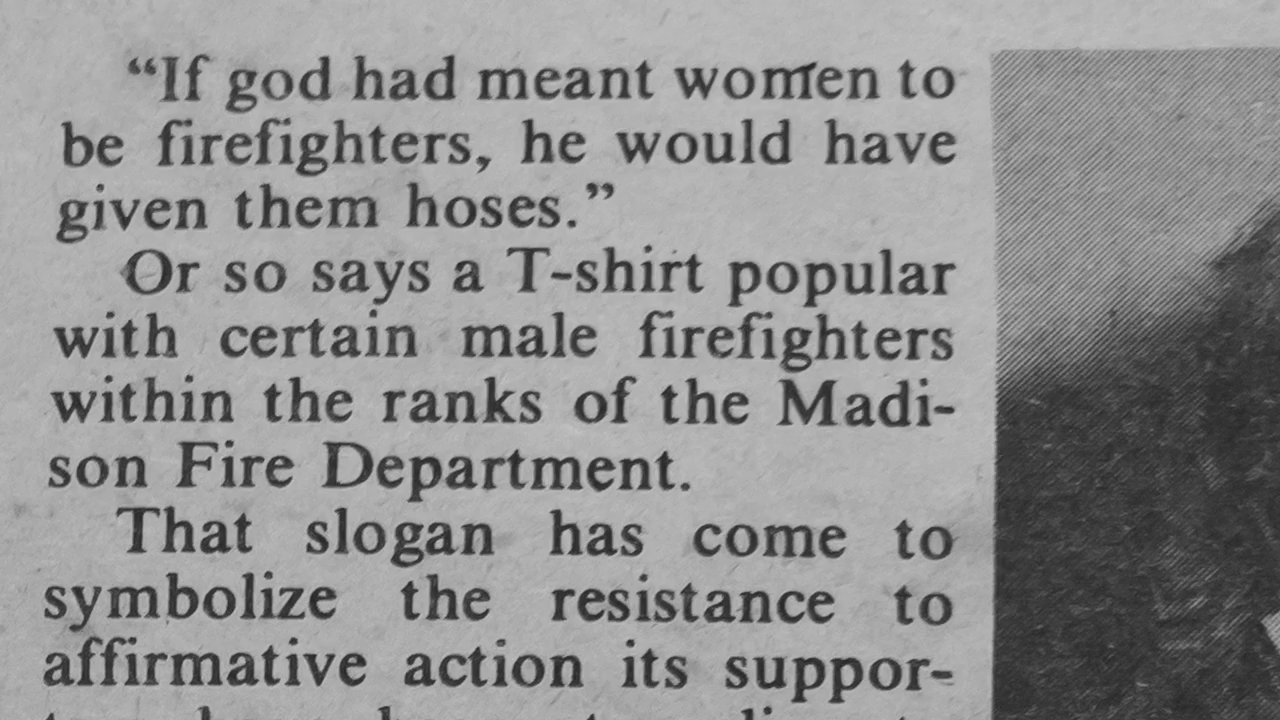 “If god had meant women to
be firefighters, he would have
given them hoses.”
Or so says a T-shirt popular
with certain male firefighters
within the ranks of the Madi-
son Fire Department.
That slogan has come to
symbolize the resistance to
affirmative action its suppor-